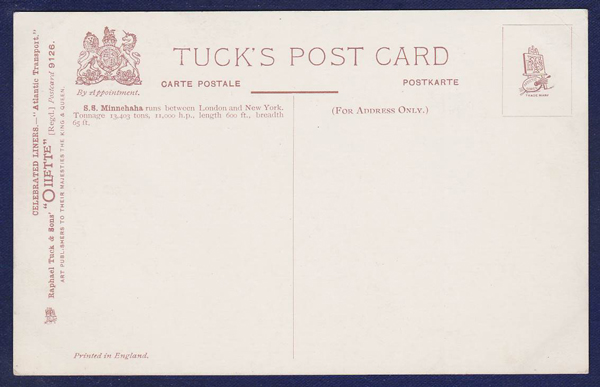 TUCK'S POST CARD
By Appointment.
CARTE POSTALE
POSTKARTE
TRADE MARK
S.S. Minnehaha runs between London and New York.
Tonnage 13,403 tons, 11,000 h.p., length 600 ft., breadth
65 ft.
(FOR ADDRESS ONLY.)
CELEBRATED LINERS.—"Atlantic Transport."
Raphael Tuck & Sons' "OILETTE" [Regd.] Postcard 9126.
ART PUBLISHERS TO THEIR MAJESTIES THE KING & QUEEN.
Printed in England.